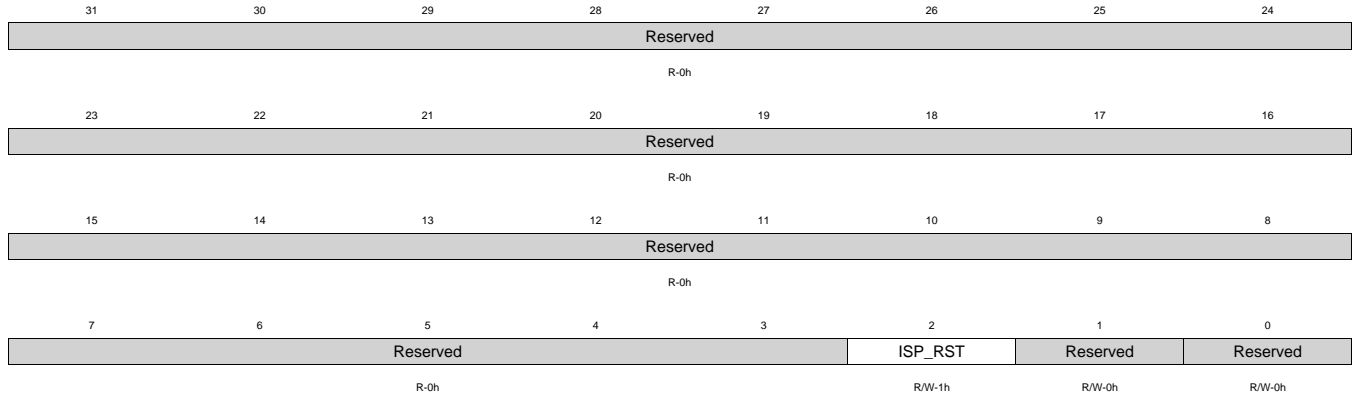 31 30 29 28 27 26 25 24
Reserved
R-0h
23 22 21 20 19 18 17 16
Reserved
R-0h
15 14 13 12 11 10 9 8
Reserved
R-0h
7 6 5 4 3 2 1 0
Reserved ISP_RST Reserved Reserved
R-0h R/W-1h R/W-0h R/W-0h